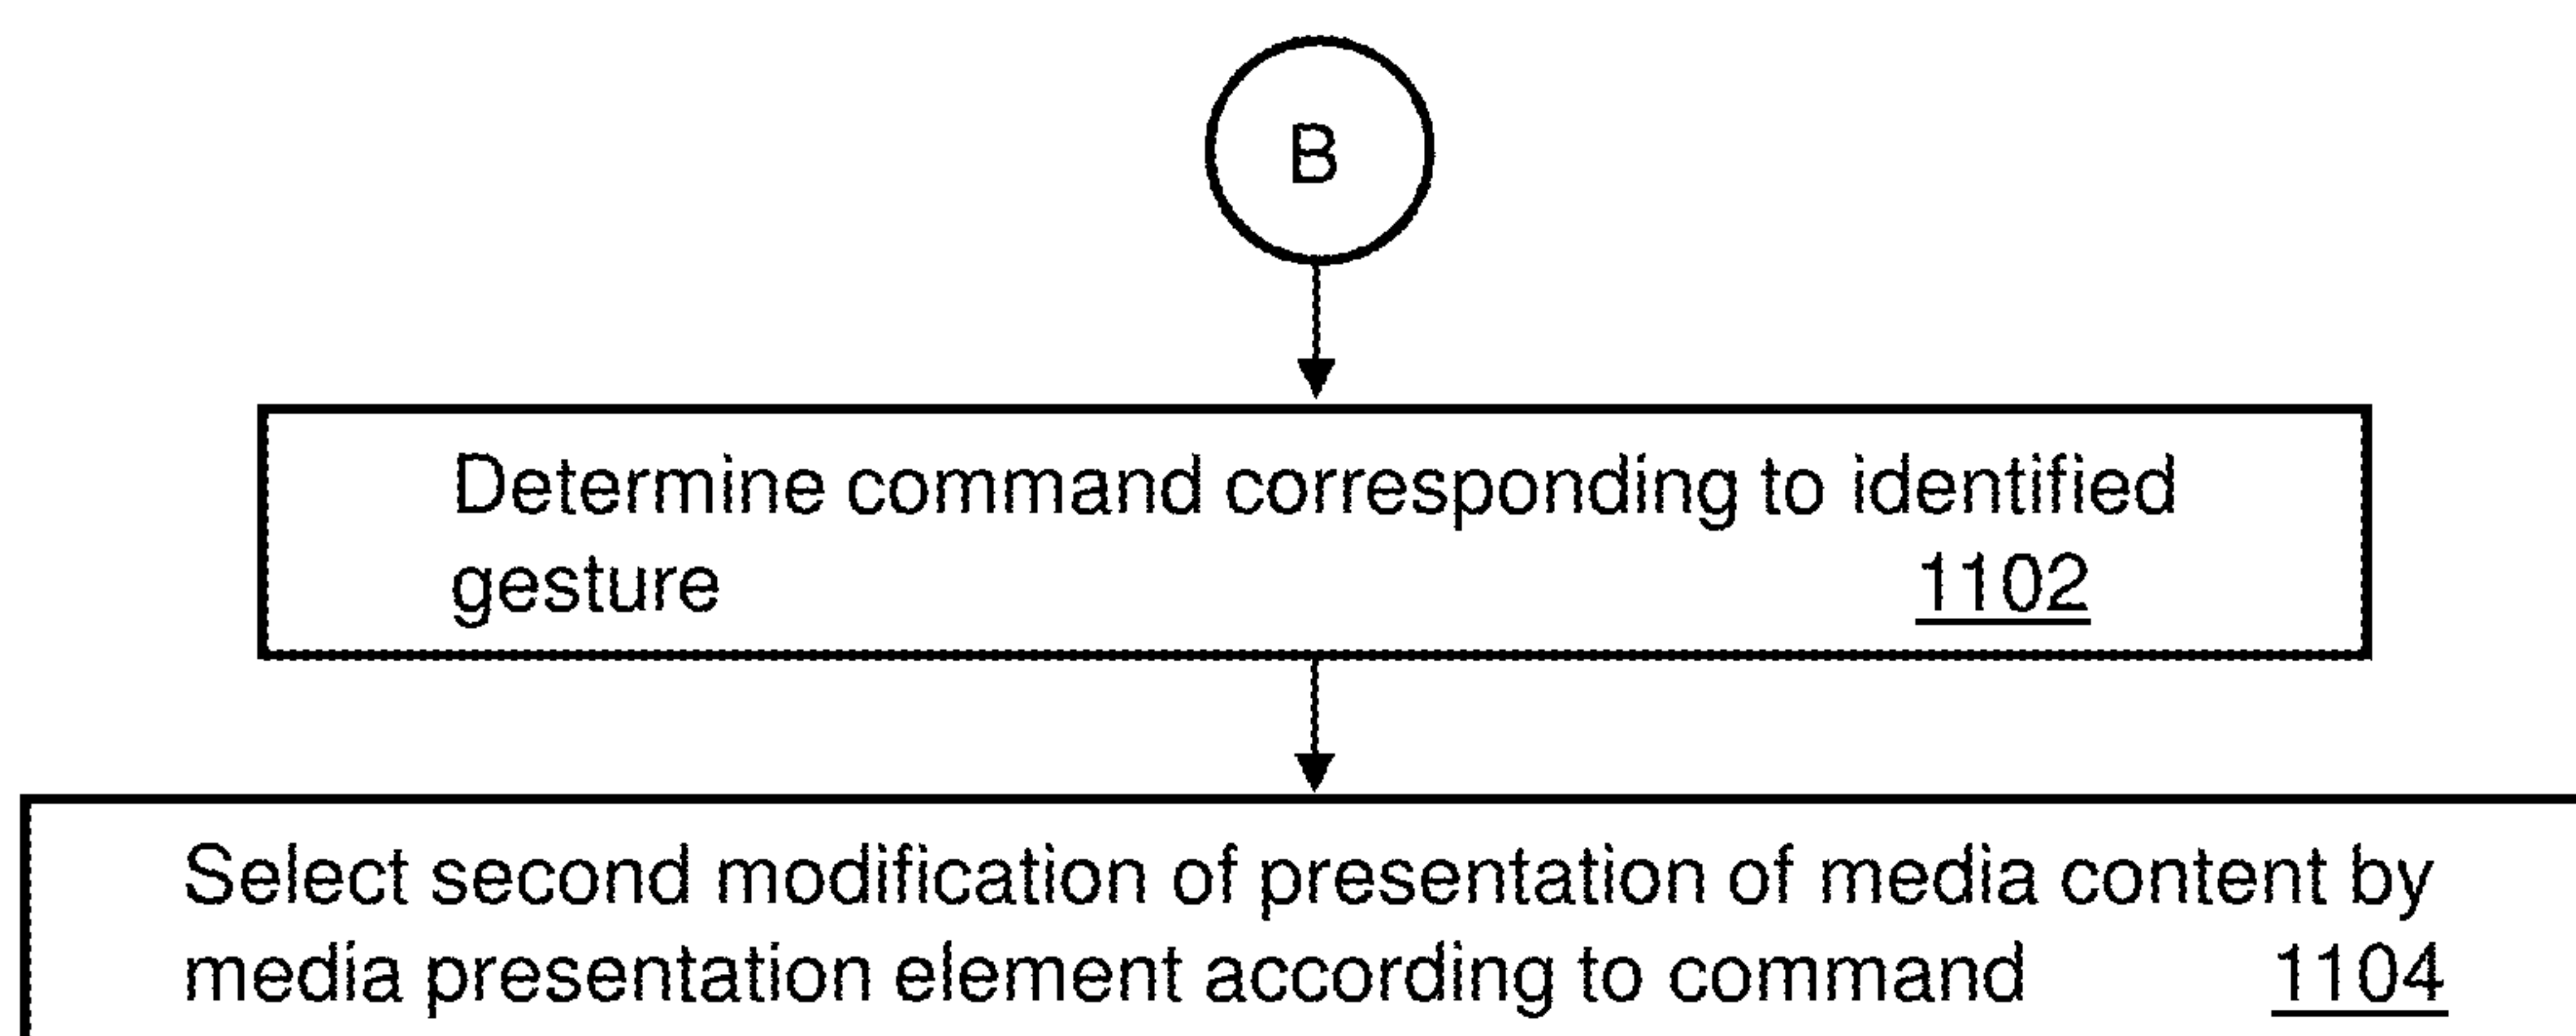 B
Determine command corresponding to identified
gesture 1102
Select second modification of presentation of media content by
media presentation element according to command 1104